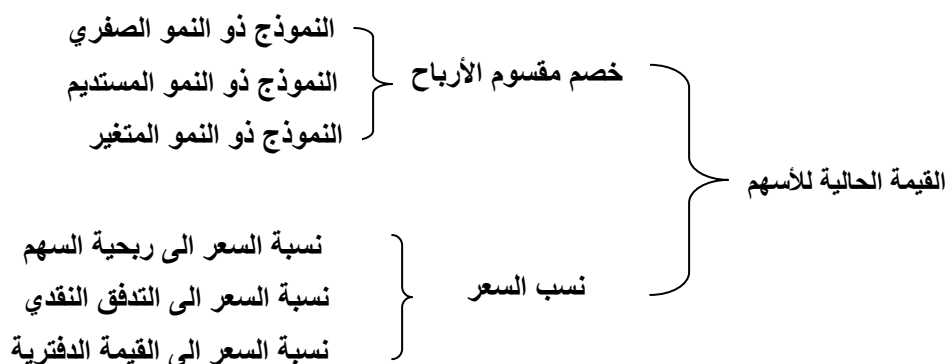 النموذج ذو النمو الصفري
خصم مقسوم الأرباح
النموذج ذو النمو المستديم
النموذج ذو النمو المتغير
القيمة الحالية للأسهم
نسبة السعر الى ربحية السهم
نسب السعر
نسبة السعر الى التدفق النقدي
نسبة السعر الى القيمة الدفترية